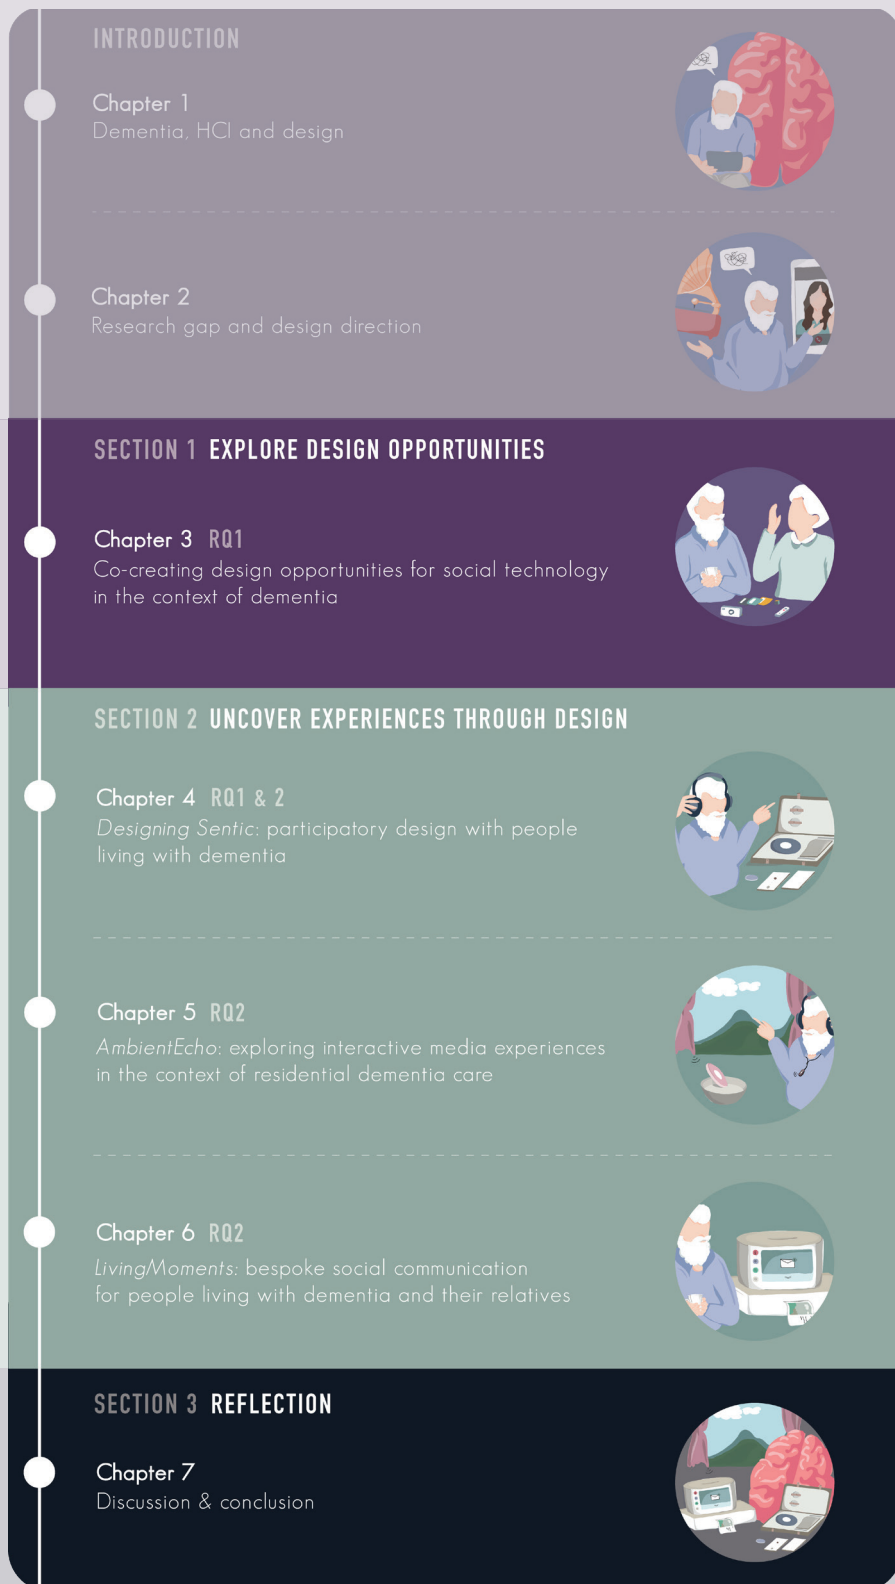 INTRODUCTION
Chapter 1
Dementia, HCI and design
Chapter 2
Research gap and design direction
SECTION 1 EXPLORE DESIGN OPPORTUNITIES
Chapter 3 RQ1
Co-creating design opportunities for social technology
in the context of dementia
SECTION 2 UNCOVER EXPERIENCES THROUGH DESIGN
Chapter 4 RQ1 & 2
Designing Sentic: participatory design with people
living with dementia
Chapter 5 RQ2
AmbientEcho: exploring interactive media experiences
in the context of residential dementia care
Chapter 6 RQ2
LivingMoments: bespoke social communication
for people living with dementia and their relatives
SECTION 3 REFLECTION
Chapter 7
Discussion & conclusion